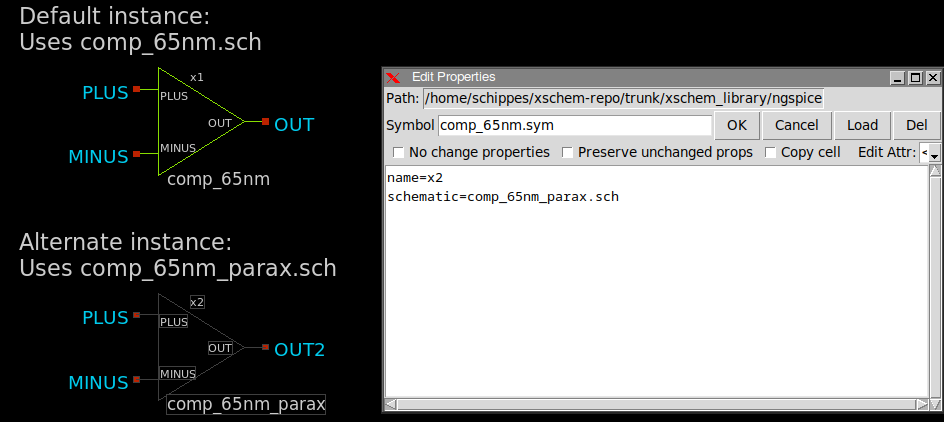 Default instance:
Uses comp_65nm.sch
x1
PLUS
PLUS
OUT
OUT
MINUS
MINUS
comp_65nm
Alternate instance:
Uses comp_65nm_parax.sch
x2
PLUS
PLUS
OUT
OUT2
MINUS
MINUS
comp_65nm_parax
Edit Properties
Path: /home/schippes/xschem-repo/trunk/xschem_library/ngspice
Symbol comp_65nm.sym OK Cancel Load Del
No change properties Preserve unchanged props Copy cell Edit Attr: <
name=x2
schematic=comp_65nm_parax.sch